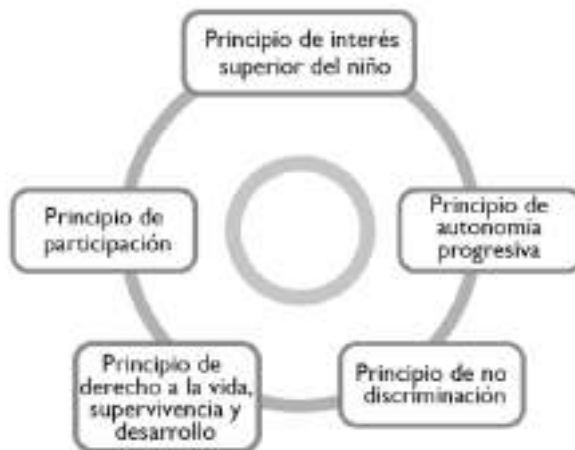 Principio de interés
superior del niño
Principio de
participación
Principio de
autonomía
progresiva
Principio de
derecho a la vida,
supervivencia y
desarrollo
Principio de no
discriminación